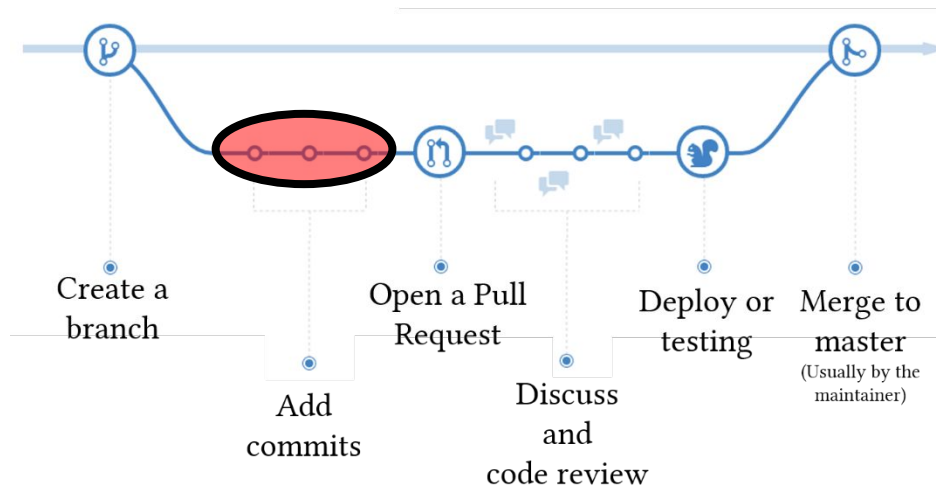 Create a
branch
Add
commits
Open a Pull
Request
Discuss
and
code review
Deploy or
testing
Merge to
master
(Usually by the
maintainer)